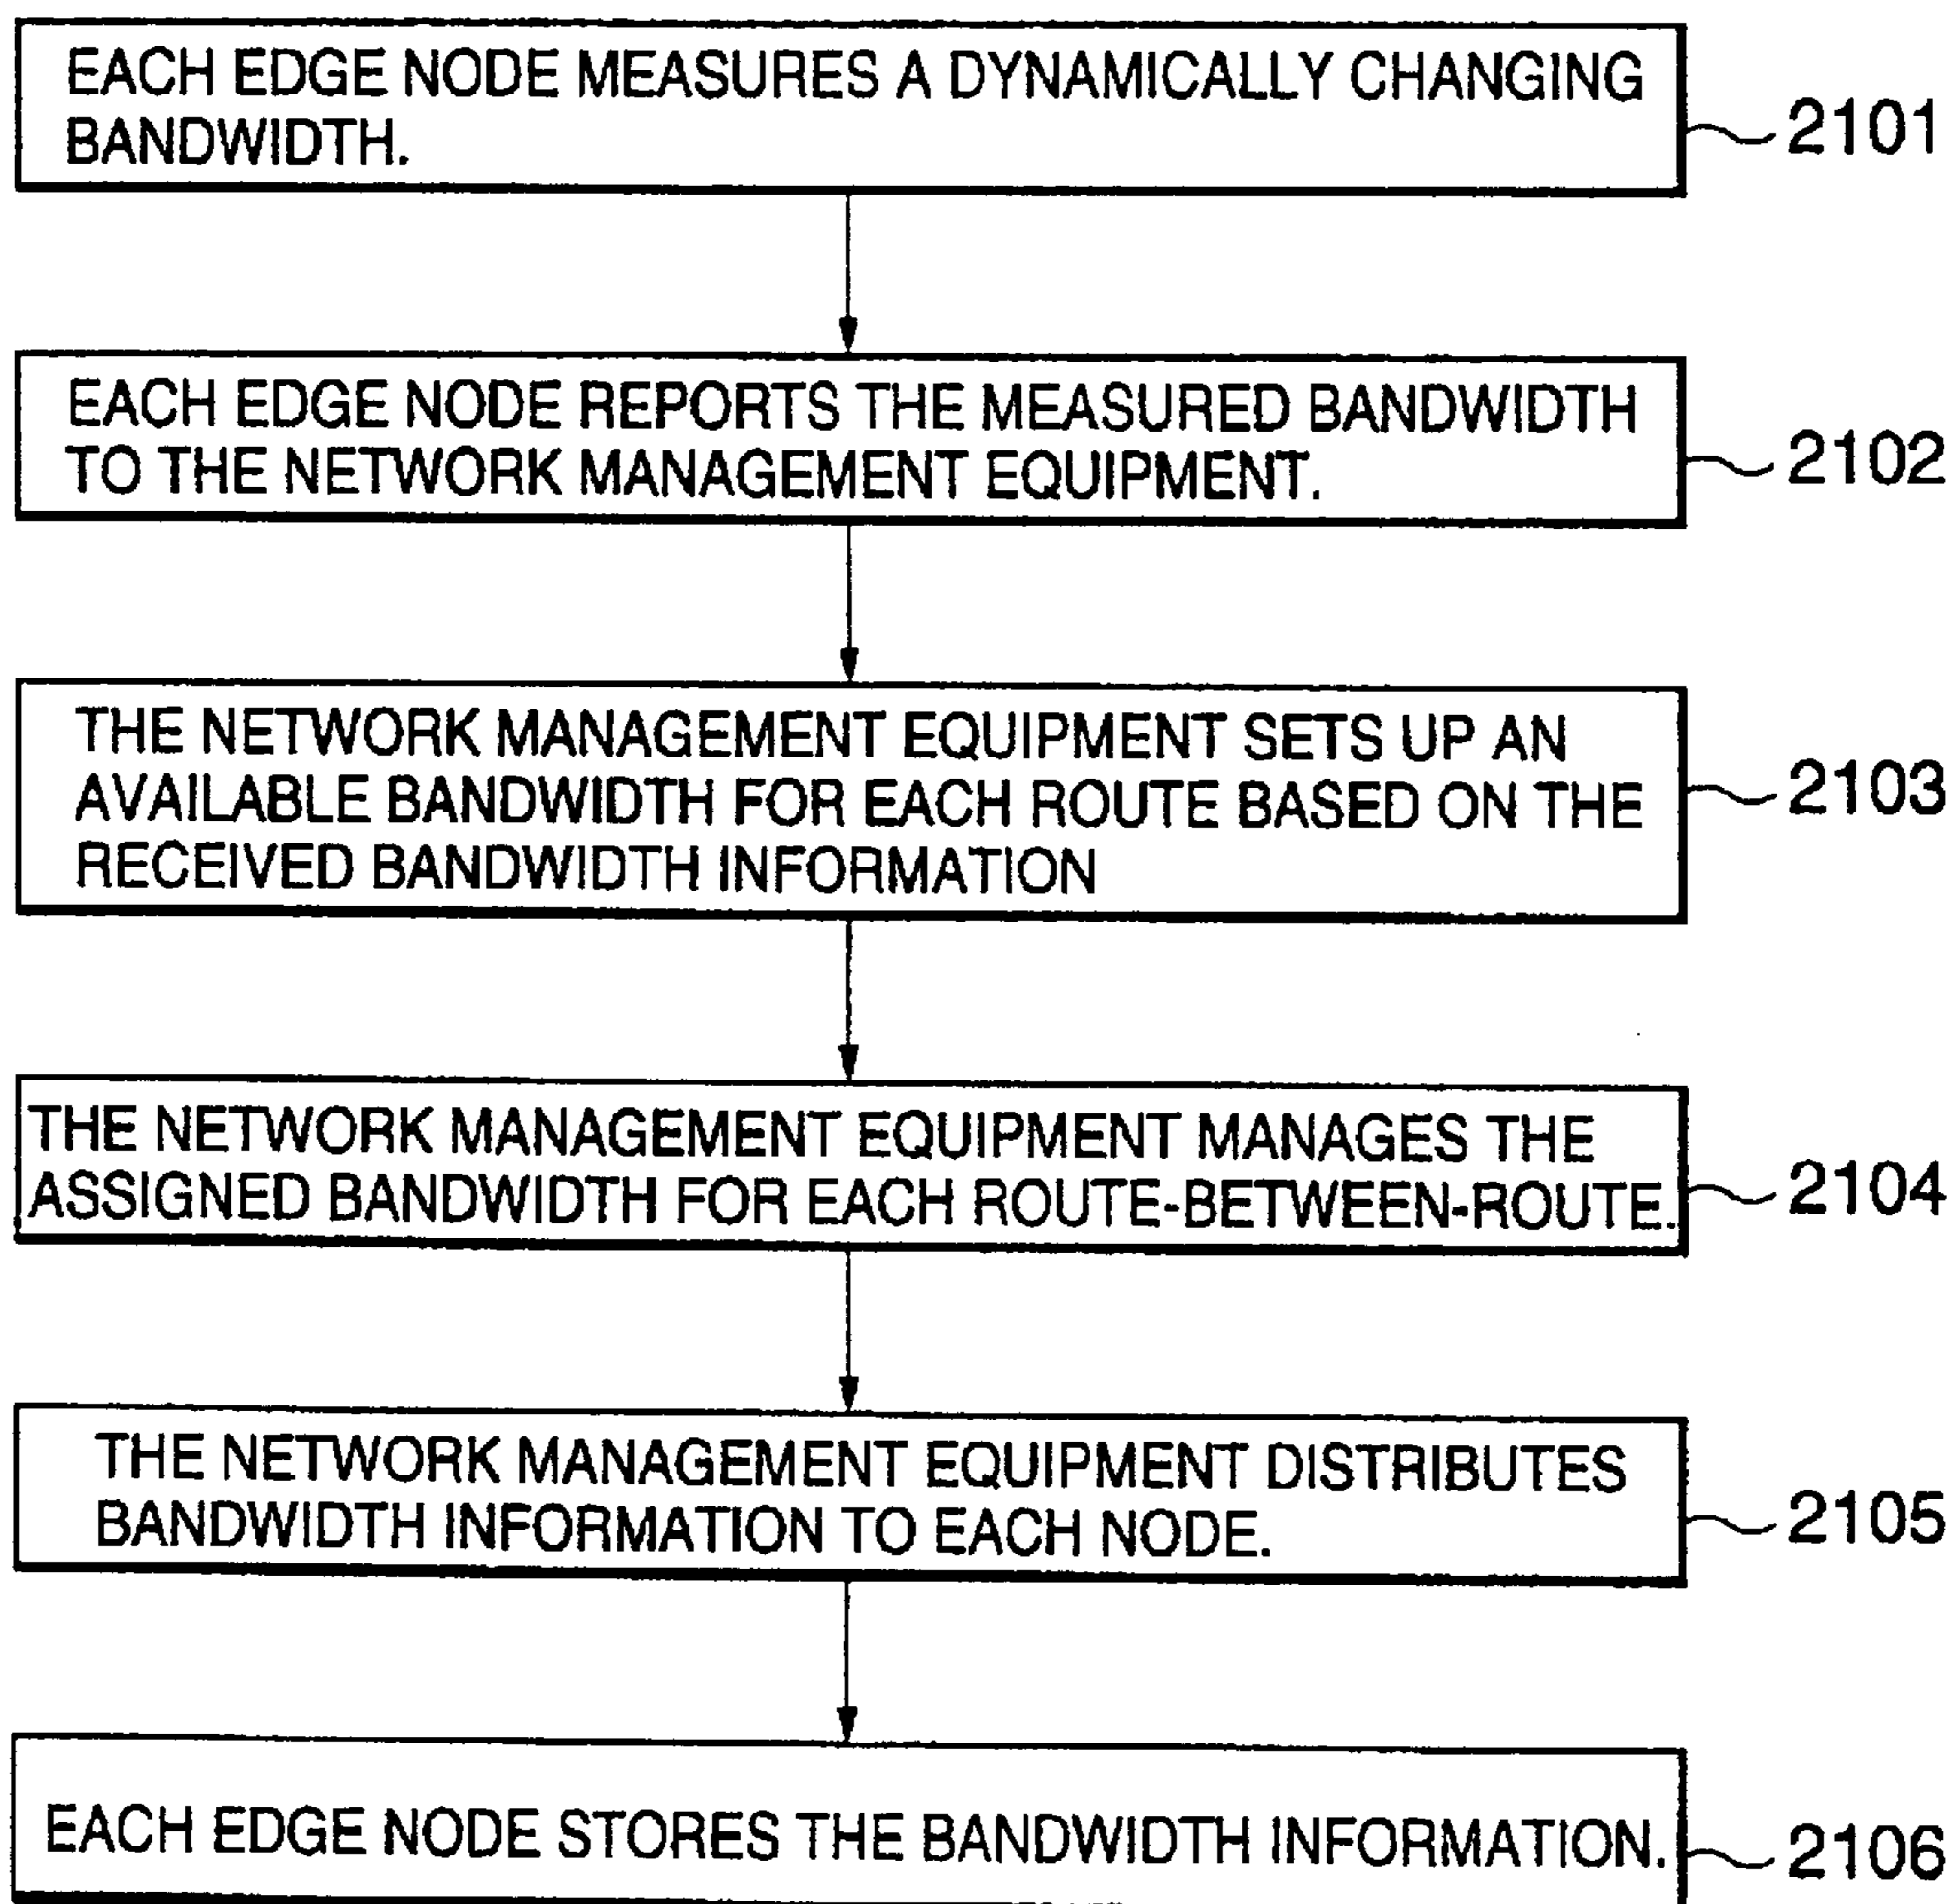 EACH EDGE NODE MEASURES A DYNAMICALLY CHANGING
BANDWIDTH.
2101
EACH EDGE NODE REPORTS THE MEASURED BANDWIDTH
TO THE NETWORK MANAGEMENT EQUIPMENT.
2102
THE NETWORK MANAGEMENT EQUIPMENT SETS UP AN
AVAILABLE BANDWIDTH FOR EACH ROUTE BASED ON THE
RECEIVED BANDWIDTH INFORMATION
2103
THE NETWORK MANAGEMENT EQUIPMENT MANAGES THE
ASSIGNED BANDWIDTH FOR EACH ROUTE-BETWEEN-ROUTE.
2104
THE NETWORK MANAGEMENT EQUIPMENT DISTRIBUTES
BANDWIDTH INFORMATION TO EACH NODE.
2105
EACH EDGE NODE STORES THE BANDWIDTH INFORMATION.
2106